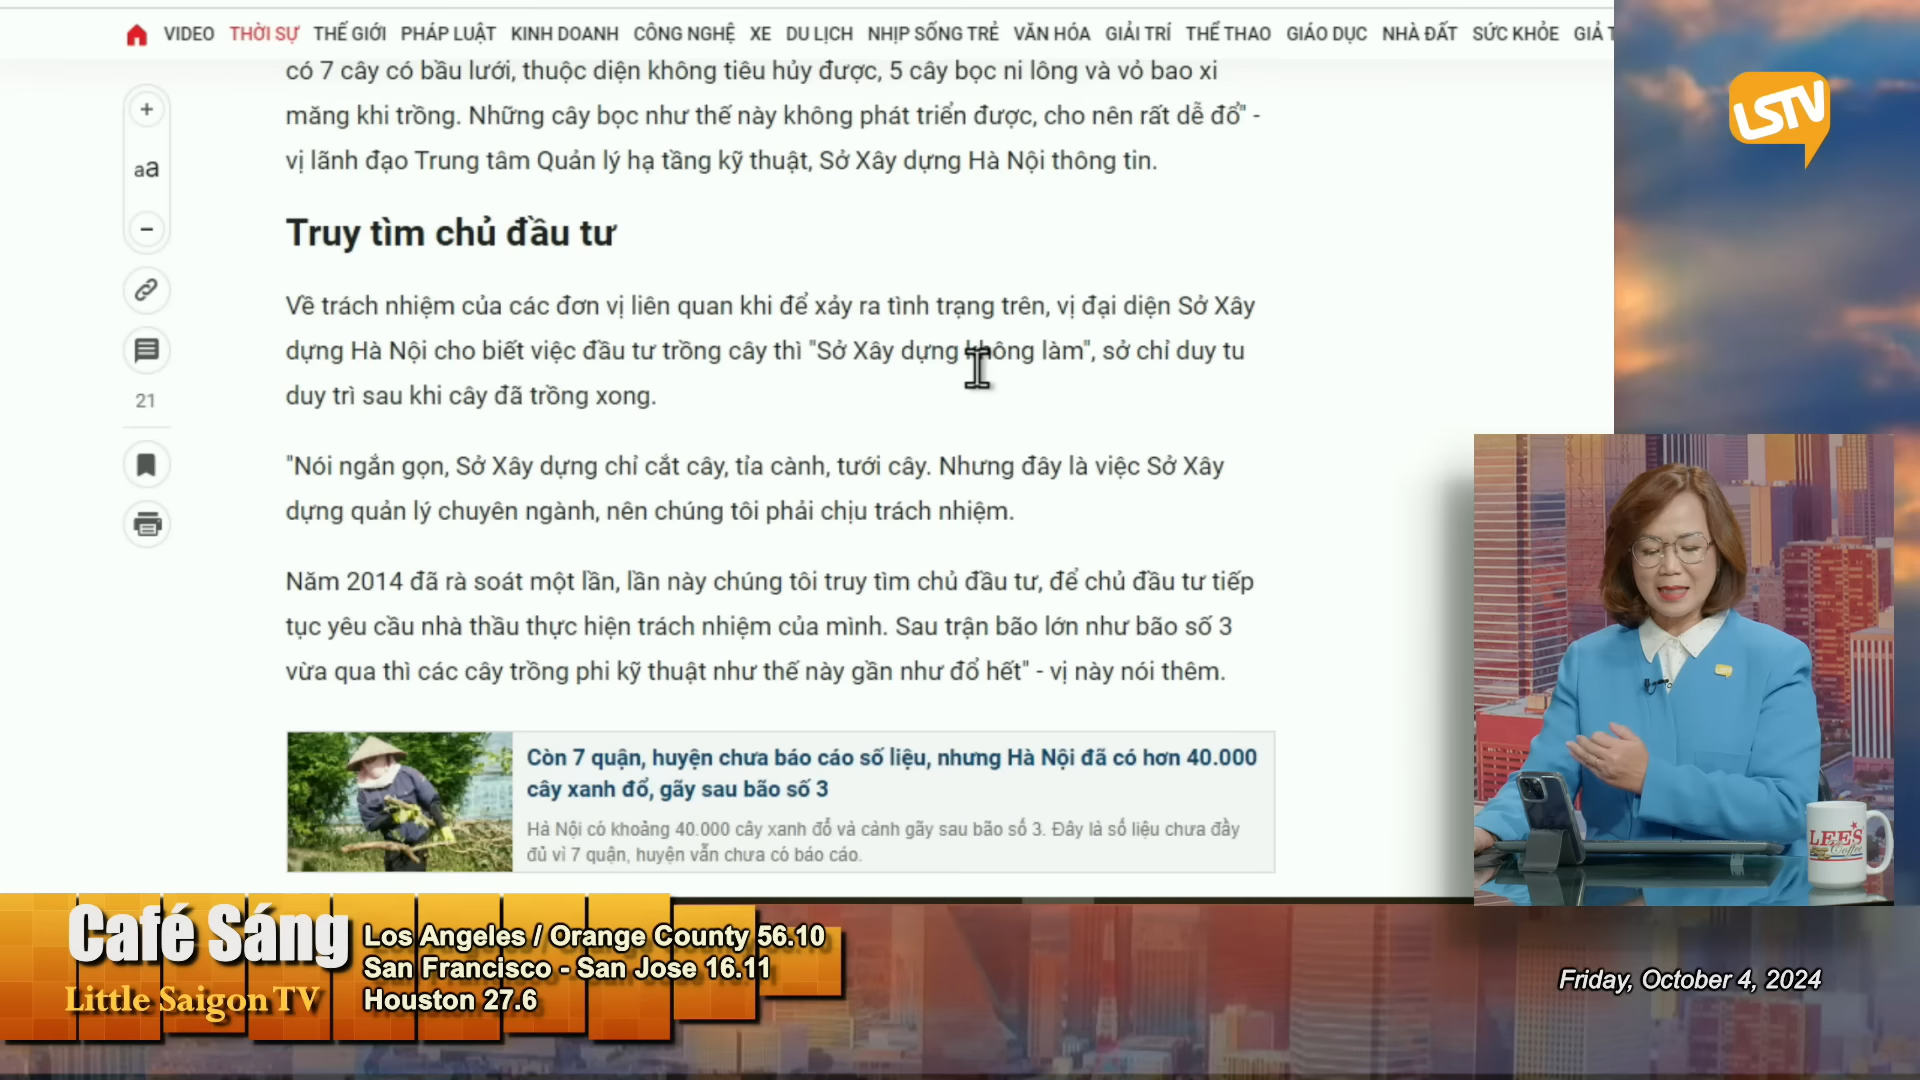 VIDEO THỜI SỰ THẾ GIỚI PHÁP LUẬT KINH DOANH CÔNG NGHỆ XE DU LỊCH NHỊP SỐNG TRẺ VĂN HÓA GIẢI TRÍ THỂ THAO GIÁO DỤC NHÀ ĐẤT SỨC KHỎE GIẢ T
có 7 cây có bầu lưới, thuộc diện không tiêu hủy được, 5 cây bọc ni lông và vỏ bao xi
măng khi trồng. Những cây bọc như thế này không phát triển được, cho nên rất dễ đổ" -
vị lãnh đạo Trung tâm Quản lý hạ tầng kỹ thuật, Sở Xây dựng Hà Nội thông tin.
+
aa
−
21
Truy tìm chủ đầu tư
Về trách nhiệm của các đơn vị liên quan khi để xảy ra tình trạng trên, vị đại diện Sở Xây
dựng Hà Nội cho biết việc đầu tư trồng cây thì "Sở Xây dựng không làm", sở chỉ duy tu
duy trì sau khi cây đã trồng xong.
"Nói ngắn gọn, Sở Xây dựng chỉ cắt cây, tỉa cành, tưới cây. Nhưng đây là việc Sở Xây
dựng quản lý chuyên ngành, nên chúng tôi phải chịu trách nhiệm.
Năm 2014 đã rà soát một lần, lần này chúng tôi truy tìm chủ đầu tư, để chủ đầu tư tiếp
tục yêu cầu nhà thầu thực hiện trách nhiệm của mình. Sau trận bão lớn như bão số 3
vừa qua thì các cây trồng phi kỹ thuật như thế này gần như đổ hết" - vị này nói thêm.
Còn 7 quận, huyện chưa báo cáo số liệu, nhưng Hà Nội đã có hơn 40.000
cây xanh đổ, gãy sau bão số 3
Hà Nội có khoảng 40.000 cây xanh đổ và cành gãy sau bão số 3. Đây là số liệu chưa đầy
đủ vì 7 quận, huyện vẫn chưa có báo cáo.
LSTV
LEE'S
Coffee
Café Sáng
Little Saigon TV
Los Angeles / Orange County 56.10
San Francisco - San Jose 16.11
Houston 27.6
Friday, October 4, 2024